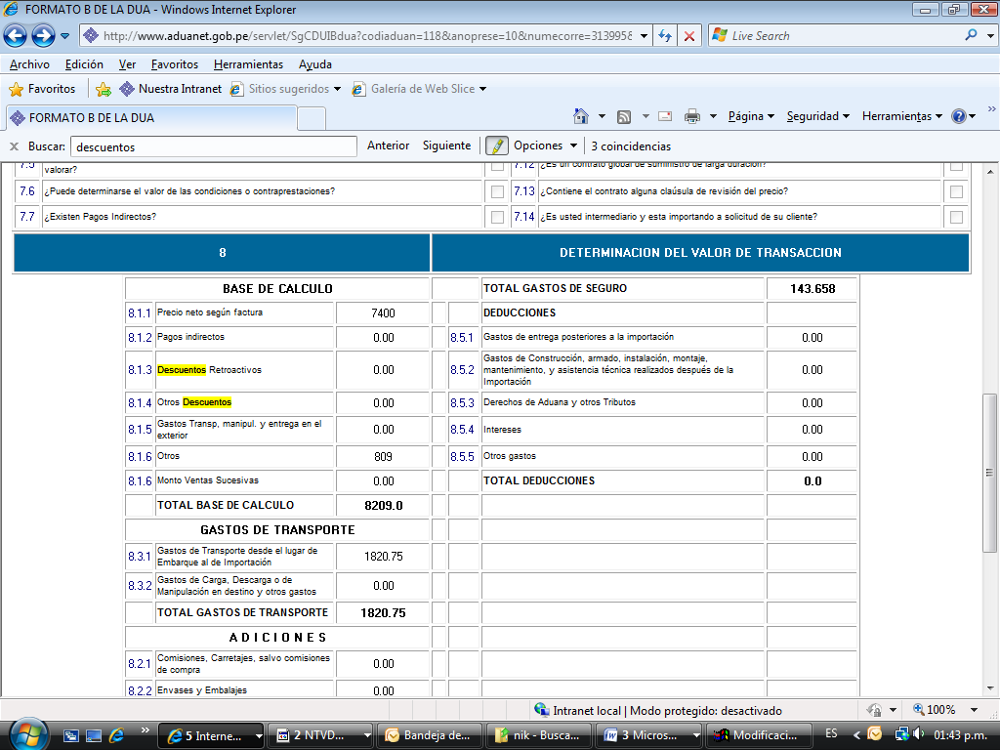 FORMATO B DE LA DUA - Windows Internet Explorer
http://www.aduanet.gob.pe/servlet/SgCDUIBdua?codiaduan=118&anoprese=10&numecorre=3139958
Live Search
Archivo Edición Ver Favoritos Herramientas Ayuda
Favoritos Nuestra Intranet Sitios sugeridos Galería de Web Slice
FORMATO B DE LA DUA
Página Seguridad Herramientas
Buscar: descuentos Anterior Siguiente Opciones 3 coincidencias
7.5 valorar? 7.12 ¿Es un contrato global de suministro de larga duración?
7.6 ¿Puede determinarse el valor de las condiciones o contraprestaciones? 7.13 ¿Contiene el contrato alguna claúsula de revisión del precio?
7.7 ¿Existen Pagos Indirectos? 7.14 ¿Es usted intermediario y esta importando a solicitud de su cliente?
8 DETERMINACION DEL VALOR DE TRANSACCION
BASE DE CALCULO TOTAL GASTOS DE SEGURO 143.658
8.1.1 Precio neto según factura 7400 DEDUCCIONES
8.1.2 Pagos indirectos 0.00 8.5.1 Gastos de entrega posteriores a la importación 0.00
8.1.3 Descuentos Retroactivos 0.00 8.5.2 Gastos de Construcción, armado, instalación, montaje,
mantenimiento, y asistencia técnica realizados después de la
Importación 0.00
8.1.4 Otros Descuentos 0.00 8.5.3 Derechos de Aduana y otros Tributos 0.00
8.1.5 Gastos Transp, manipul. y entrega en el
exterior 0.00 8.5.4 Intereses 0.00
8.1.6 Otros 809 8.5.5 Otros gastos 0.00
8.1.6 Monto Ventas Sucesivas 0.00 TOTAL DEDUCCIONES 0.0
TOTAL BASE DE CALCULO 8209.0
GASTOS DE TRANSPORTE
8.3.1 Gastos de Transporte desde el lugar de
Embarque al de Importación 1820.75
8.3.2 Gastos de Carga, Descarga o de
Manipulación en destino y otros gastos 0.00
TOTAL GASTOS DE TRANSPORTE 1820.75
A D I C I O N E S
8.2.1 Comisiones, Carretajes, salvo comisiones
de compra 0.00
8.2.2 Envases y Embalajes 0.00
Intranet local | Modo protegido: desactivado 100%
5 Interne... 2 NTVD... Bandeja de... nik - Busca... 3 Micros... Modificaci... ES 01:43 p.m.